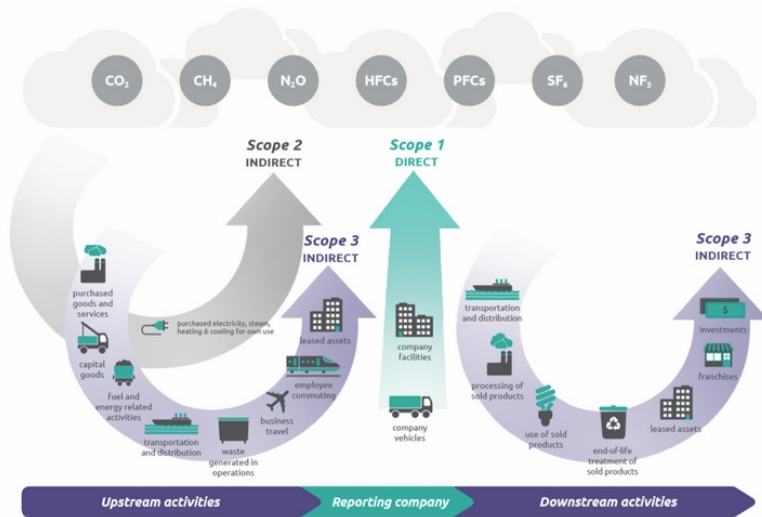 CO₂
CH₄
N₂O
HFCs
PFCs
SF₆
NF₃
Scope 2
INDIRECT
Scope 1
DIRECT
Scope 3
INDIRECT
Scope 3
INDIRECT
purchased
goods and
services
purchased electricity, steam,
heating & cooling for own use
capital
goods
fuel and
energy related
activities
transportation
and distribution
waste
generated in
operations
business
travel
employee
commuting
leased assets
company
facilities
company
vehicles
transportation
and distribution
processing of
sold products
use of sold
products
end-of-life
treatment of
sold products
leased assets
franchises
$
investments
Upstream activities
Reporting company
Downstream activities